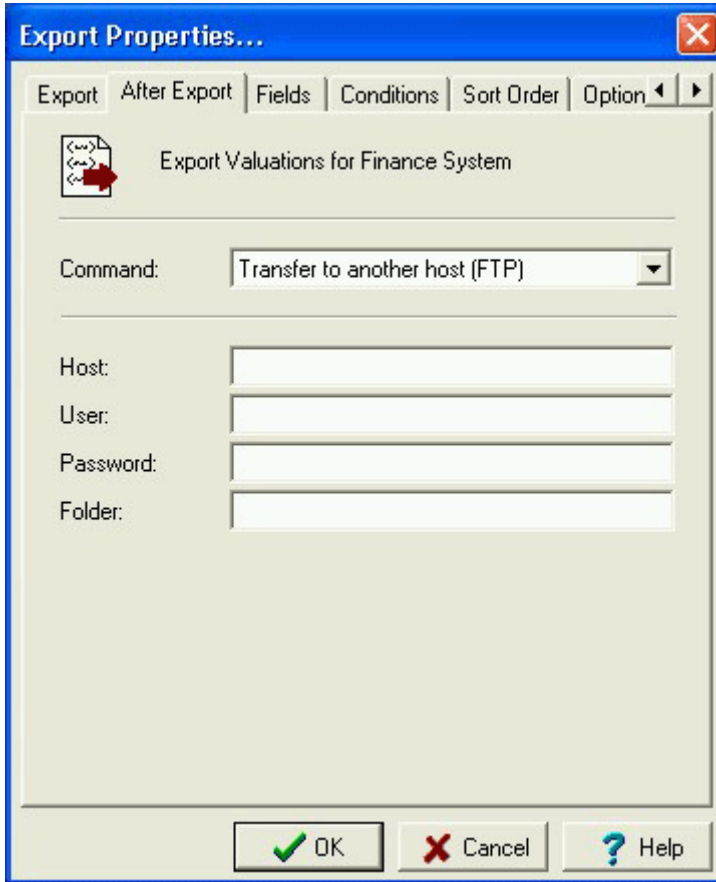 Export Properties...
Export After Export Fields Conditions Sort Order Option
Export Valuations for Finance System
Command: Transfer to another host (FTP)
Host:
User:
Password:
Folder:
OK Cancel Help